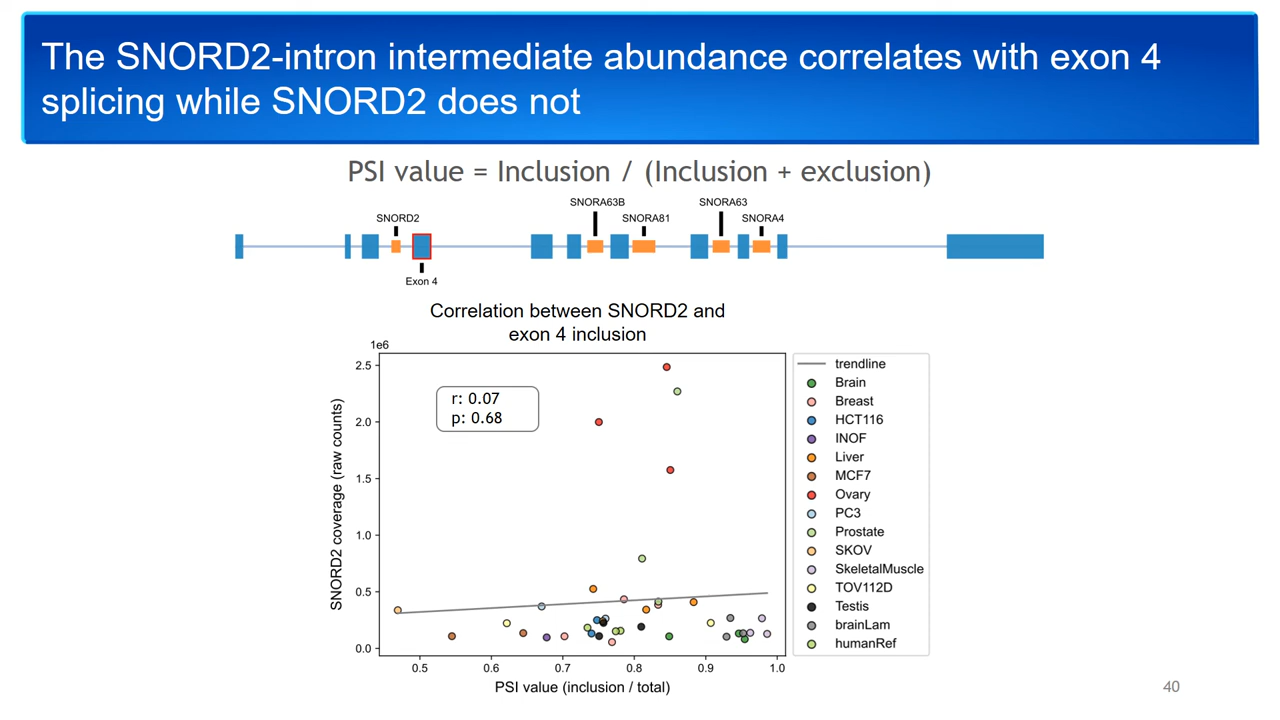 The SNORD2-intron intermediate abundance correlates with exon 4
splicing while SNORD2 does not
PSI value = Inclusion / (Inclusion + exclusion)
SNORA63B
SNORA63
SNORD2
SNORA81
SNORA4
Exon 4
Correlation between SNORD2 and
exon 4 inclusion
1e6
r: 0.07
p: 0.68
2.5
2.0
1.5
1.0
0.5
0.0
SNORD2 coverage (raw counts)
0.5
0.6
0.7
0.8
0.9
1.0
PSI value (inclusion / total)
trendline
Brain
Breast
HCT116
INOF
Liver
MCF7
Ovary
PC3
Prostate
SKOV
SkeletalMuscle
TOV112D
Testis
brainLam
humanRef
40